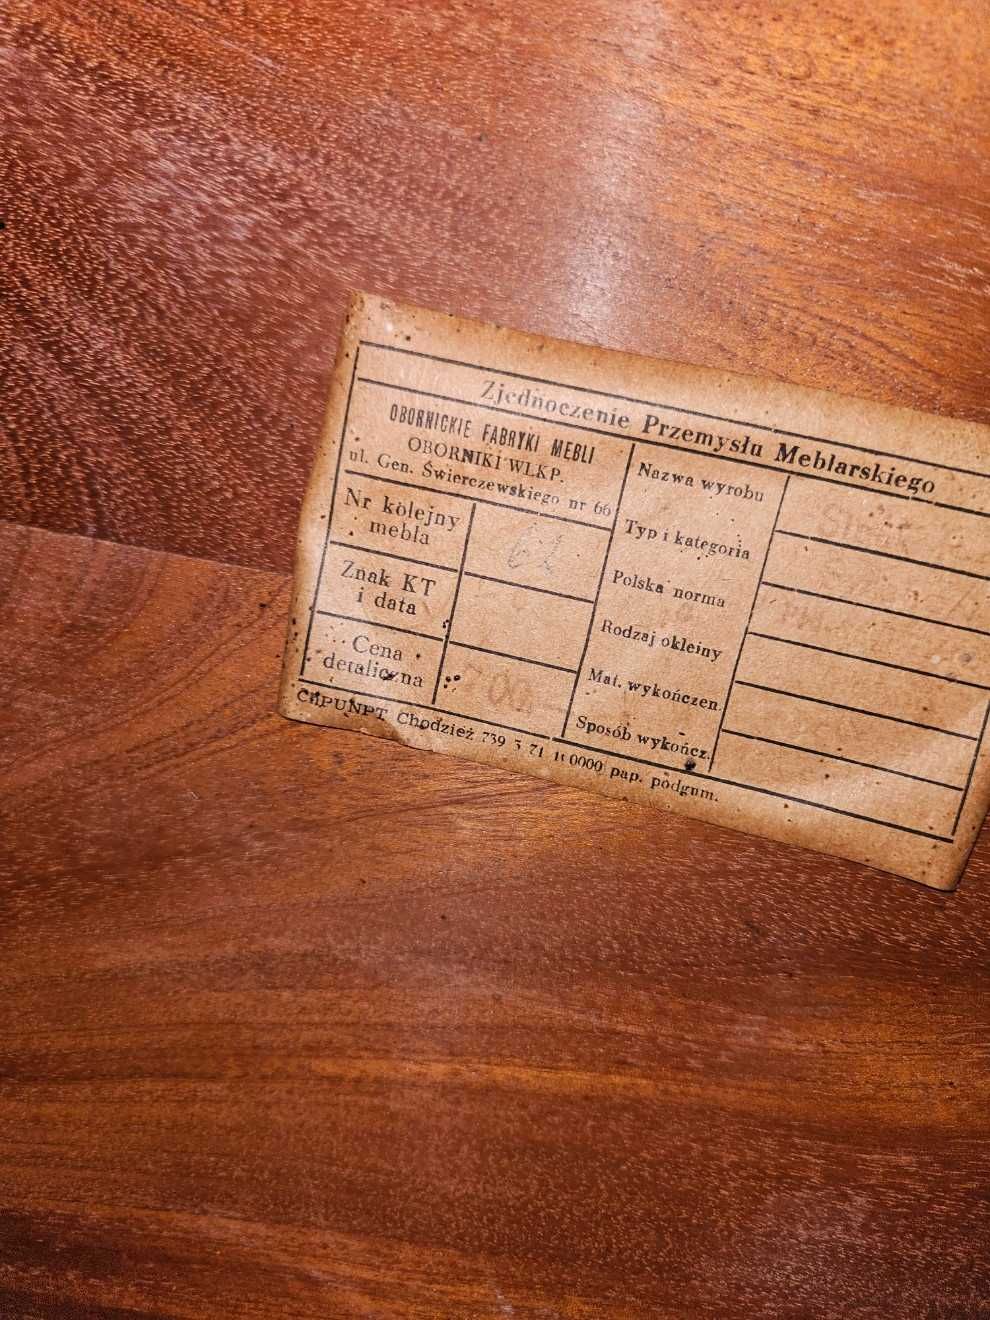 Zjednoczenie Przemysłu Meblarskiego
OBORNICKIE FABRYKI MEBLI
OBORNIKI WLKP.
ul. Gen. Świerczewskiego nr 66
Nr kolejny
mebla
61
Znak KT
i data
Cena
detaliczna
Nazwa wyrobu
Typ i kategoria
Polska norma
Rodzaj okleiny
Mat. wykończen.
Sposób wykończ.
Chodzież 739 3 71 pap. podgum.